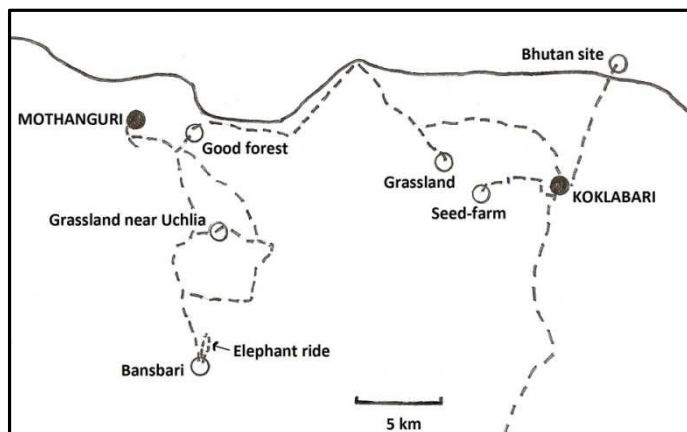 Bhutan site
MOTHANGURI
Good forest
Grassland
KOKLABARI
Seed-farm
Grassland near Uchlia
Elephant ride
Bansbari
5 km